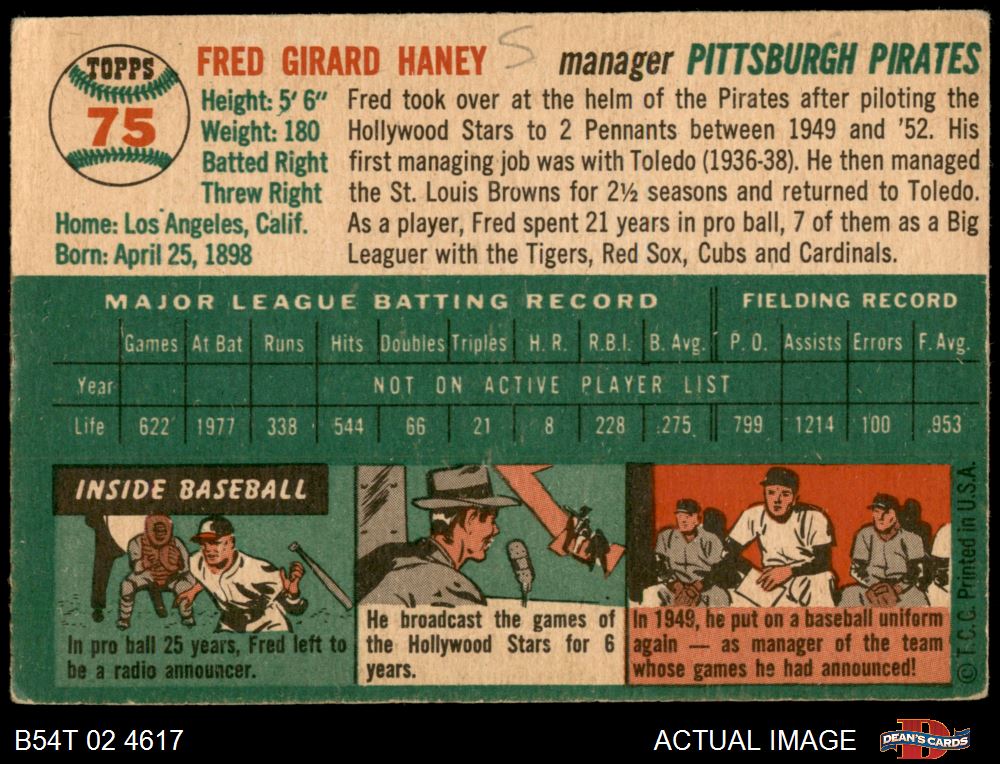 TOPPS
75
FRED GIRARD HANEY S manager PITTSBURGH PIRATES
Height: 5' 6"
Weight: 180
Batted Right
Threw Right
Home: Los Angeles, Calif.
Born: April 25, 1898
Fred took over at the helm of the Pirates after piloting the
Hollywood Stars to 2 Pennants between 1949 and '52. His
first managing job was with Toledo (1936-38). He then managed
the St. Louis Browns for 2½ seasons and returned to Toledo.
As a player, Fred spent 21 years in pro ball, 7 of them as a Big
Leaguer with the Tigers, Red Sox, Cubs and Cardinals.
MAJOR LEAGUE BATTING RECORD FIELDING RECORD
Games At Bat Runs Hits Doubles Triples H. R. R.B.I. B. Avg. P. O. Assists Errors F. Avg.
Year NOT ON ACTIVE PLAYER LIST
Life 622 1977 338 544 66 21 8 228 .275 799 1214 100 .953
INSIDE BASEBALL
In pro ball 25 years, Fred left to
be a radio announcer.
He broadcast the games of
the Hollywood Stars for 6
years.
In 1949, he put on a baseball uniform
again — as manager of the team
whose games he had announced!
© T.C.C. Printed in U.S.A.
B54T 02 4617
ACTUAL IMAGE
D
DEAN'S CARDS